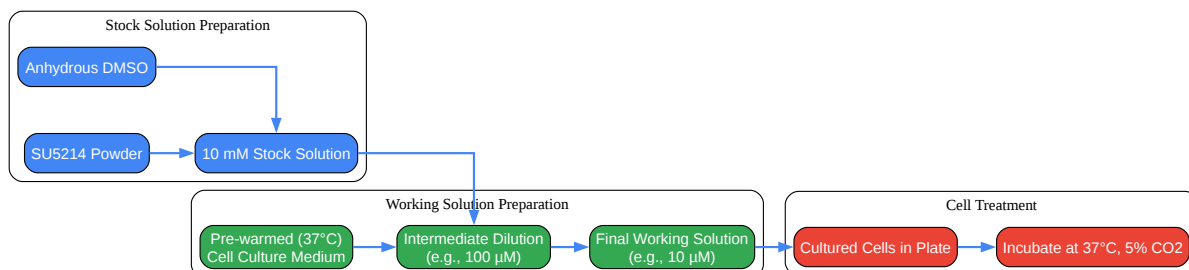 Stock Solution Preparation
Anhydrous DMSO
SU5214 Powder
10 mM Stock Solution
Working Solution Preparation
Pre-warmed (37°C)
Cell Culture Medium
Intermediate Dilution
(e.g., 100 µM)
Final Working Solution
(e.g., 10 µM)
Cell Treatment
Cultured Cells in Plate
Incubate at 37°C, 5% CO2